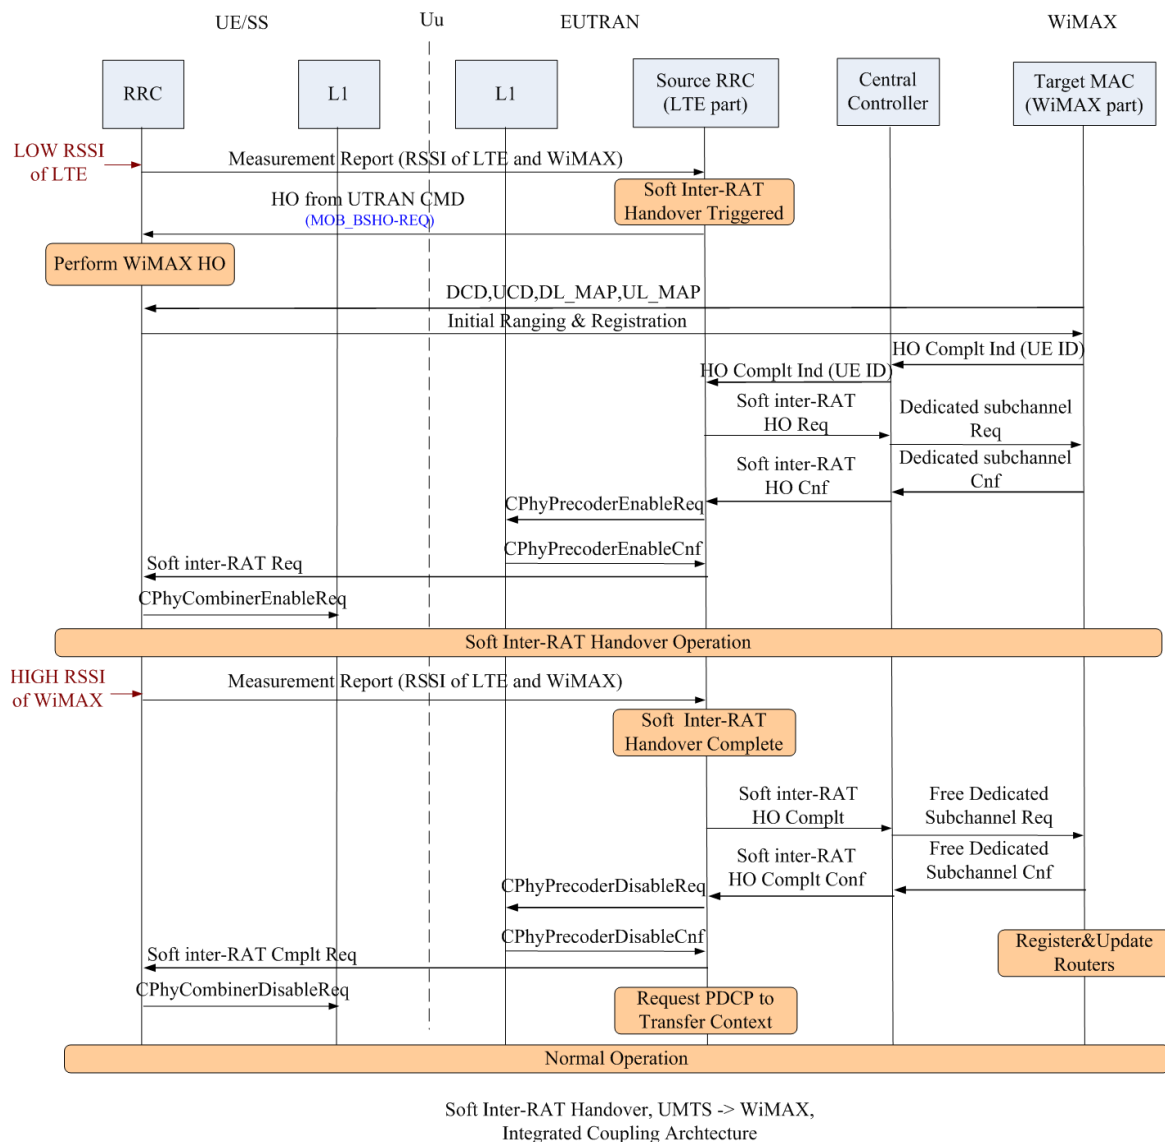 UE/SS
Uu
EUTRAN
WiMAX
RRC
L1
L1
Source RRC
(LTE part)
Central
Controller
Target MAC
(WiMAX part)
LOW RSSI
of LTE
Measurement Report (RSSI of LTE and WiMAX)
Soft Inter-RAT
Handover Triggered
HO from UTRAN CMD
(MOB_BSHO-REQ)
Perform WiMAX HO
DCD,UCD,DL_MAP,UL_MAP
Initial Ranging & Registration
HO Complt Ind (UE ID)
HO Complt Ind (UE ID)
Soft inter-RAT
HO Req
Dedicated subchannel
Req
Soft inter-RAT
HO Cnf
Dedicated subchannel
Cnf
CPhyPrecoderEnableReq
CPhyPrecoderEnableCnf
Soft inter-RAT Req
CPhyCombinerEnableReq
Soft Inter-RAT Handover Operation
HIGH RSSI
of WiMAX
Measurement Report (RSSI of LTE and WiMAX)
Soft Inter-RAT
Handover Complete
Soft inter-RAT
HO Complt
Free Dedicated
Subchannel Req
Soft inter-RAT
HO Complt Conf
Free Dedicated
Subchannel Cnf
CPhyPrecoderDisableReq
CPhyPrecoderDisableCnf
Register&Update
Routers
Soft inter-RAT Cmplt Req
CPhyCombinerDisableReq
Request PDCP to
Transfer Context
Normal Operation
Soft Inter-RAT Handover, UMTS -> WiMAX,
Integrated Coupling Archtecture